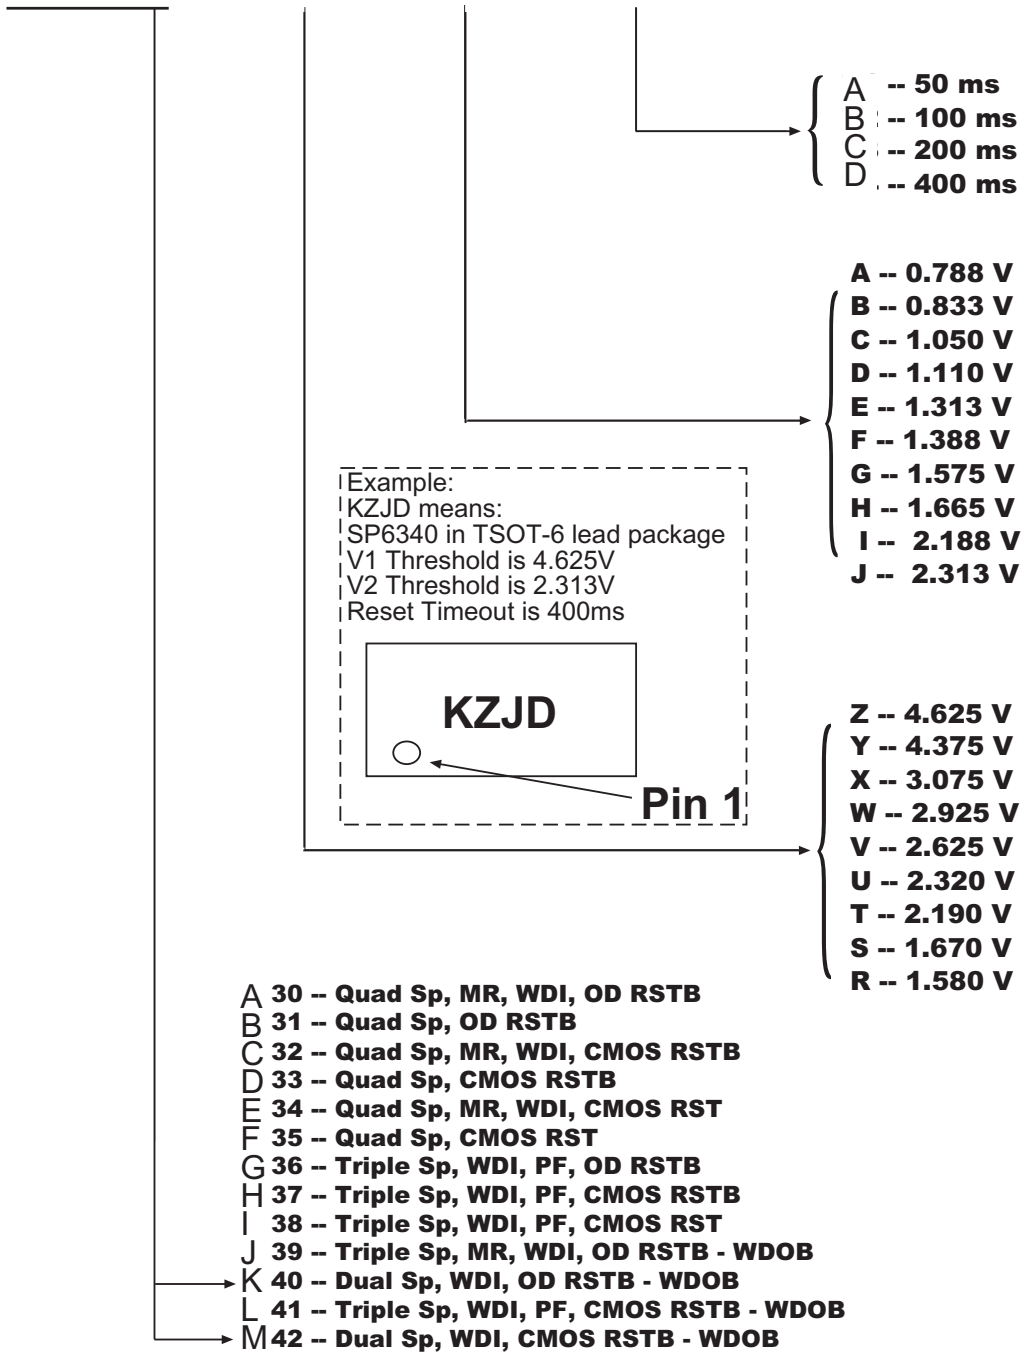 A -- 50 ms
B -- 100 ms
C -- 200 ms
D -- 400 ms
A -- 0.788 V
B -- 0.833 V
C -- 1.050 V
D -- 1.110 V
E -- 1.313 V
F -- 1.388 V
G -- 1.575 V
H -- 1.665 V
I -- 2.188 V
J -- 2.313 V
Example:
KZJD means:
SP6340 in TSOT-6 lead package
V1 Threshold is 4.625V
V2 Threshold is 2.313V
Reset Timeout is 400ms
KZJD
Pin 1
Z -- 4.625 V
Y -- 4.375 V
X -- 3.075 V
W -- 2.925 V
V -- 2.625 V
U -- 2.320 V
T -- 2.190 V
S -- 1.670 V
R -- 1.580 V
A 30 -- Quad Sp, MR, WDI, OD RSTB
B 31 -- Quad Sp, OD RSTB
C 32 -- Quad Sp, MR, WDI, CMOS RSTB
D 33 -- Quad Sp, CMOS RSTB
E 34 -- Quad Sp, MR, WDI, CMOS RST
F 35 -- Quad Sp, CMOS RST
G 36 -- Triple Sp, WDI, PF, OD RSTB
H 37 -- Triple Sp, WDI, PF, CMOS RSTB
I 38 -- Triple Sp, WDI, PF, CMOS RST
J 39 -- Triple Sp, MR, WDI, OD RSTB - WDOB
K 40 -- Dual Sp, WDI, OD RSTB - WDOB
L 41 -- Triple Sp, WDI, PF, CMOS RSTB - WDOB
M 42 -- Dual Sp, WDI, CMOS RSTB - WDOB